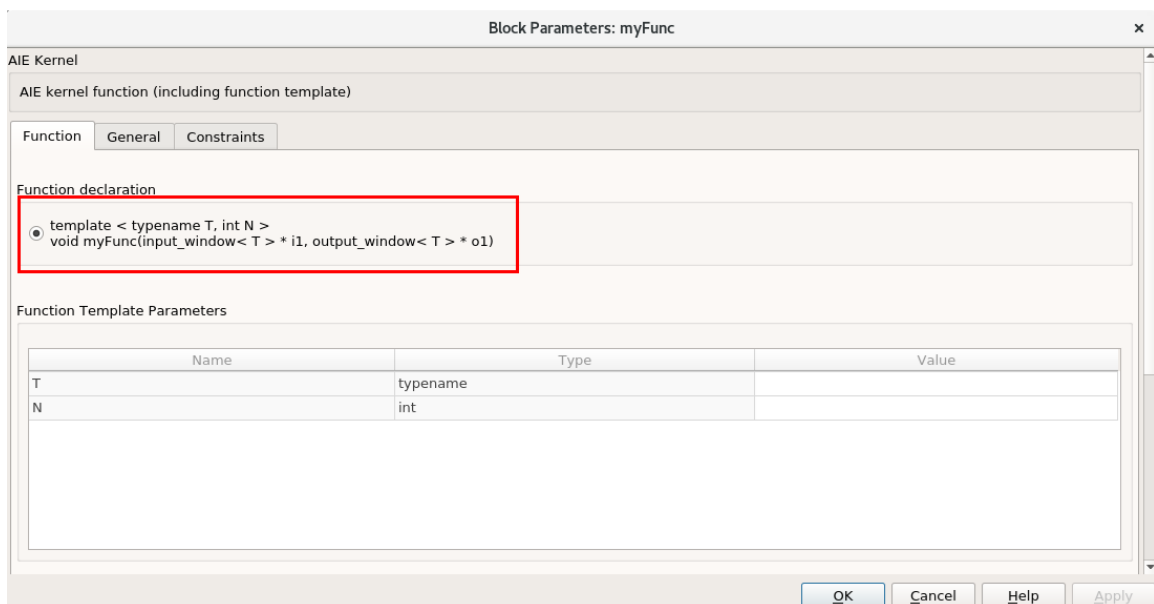 Block Parameters: myFunc
×
AIE Kernel
AIE kernel function (including function template)
Function General Constraints
Function declaration
template < typename T, int N >
void myFunc(input_window< T > * i1, output_window< T > * o1)
Function Template Parameters
Name Type Value
T typename
N int
OK Cancel Help Apply